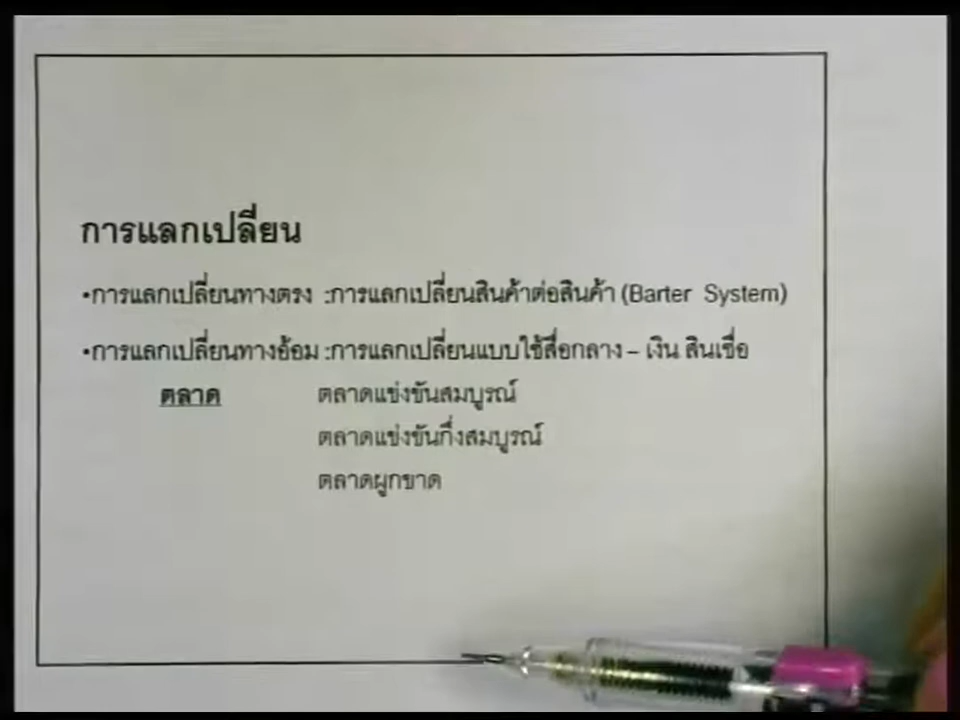 การแลกเปลี่ยน
•การแลกเปลี่ยนทางตรง :การแลกเปลี่ยนสินค้าต่อสินค้า (Barter System)
•การแลกเปลี่ยนทางอ้อม :การแลกเปลี่ยนแบบใช้สื่อกลาง – เงิน สินเชื่อ
ตลาด ตลาดแข่งขันสมบูรณ์
ตลาดแข่งขันกึ่งสมบูรณ์
ตลาดผูกขาด